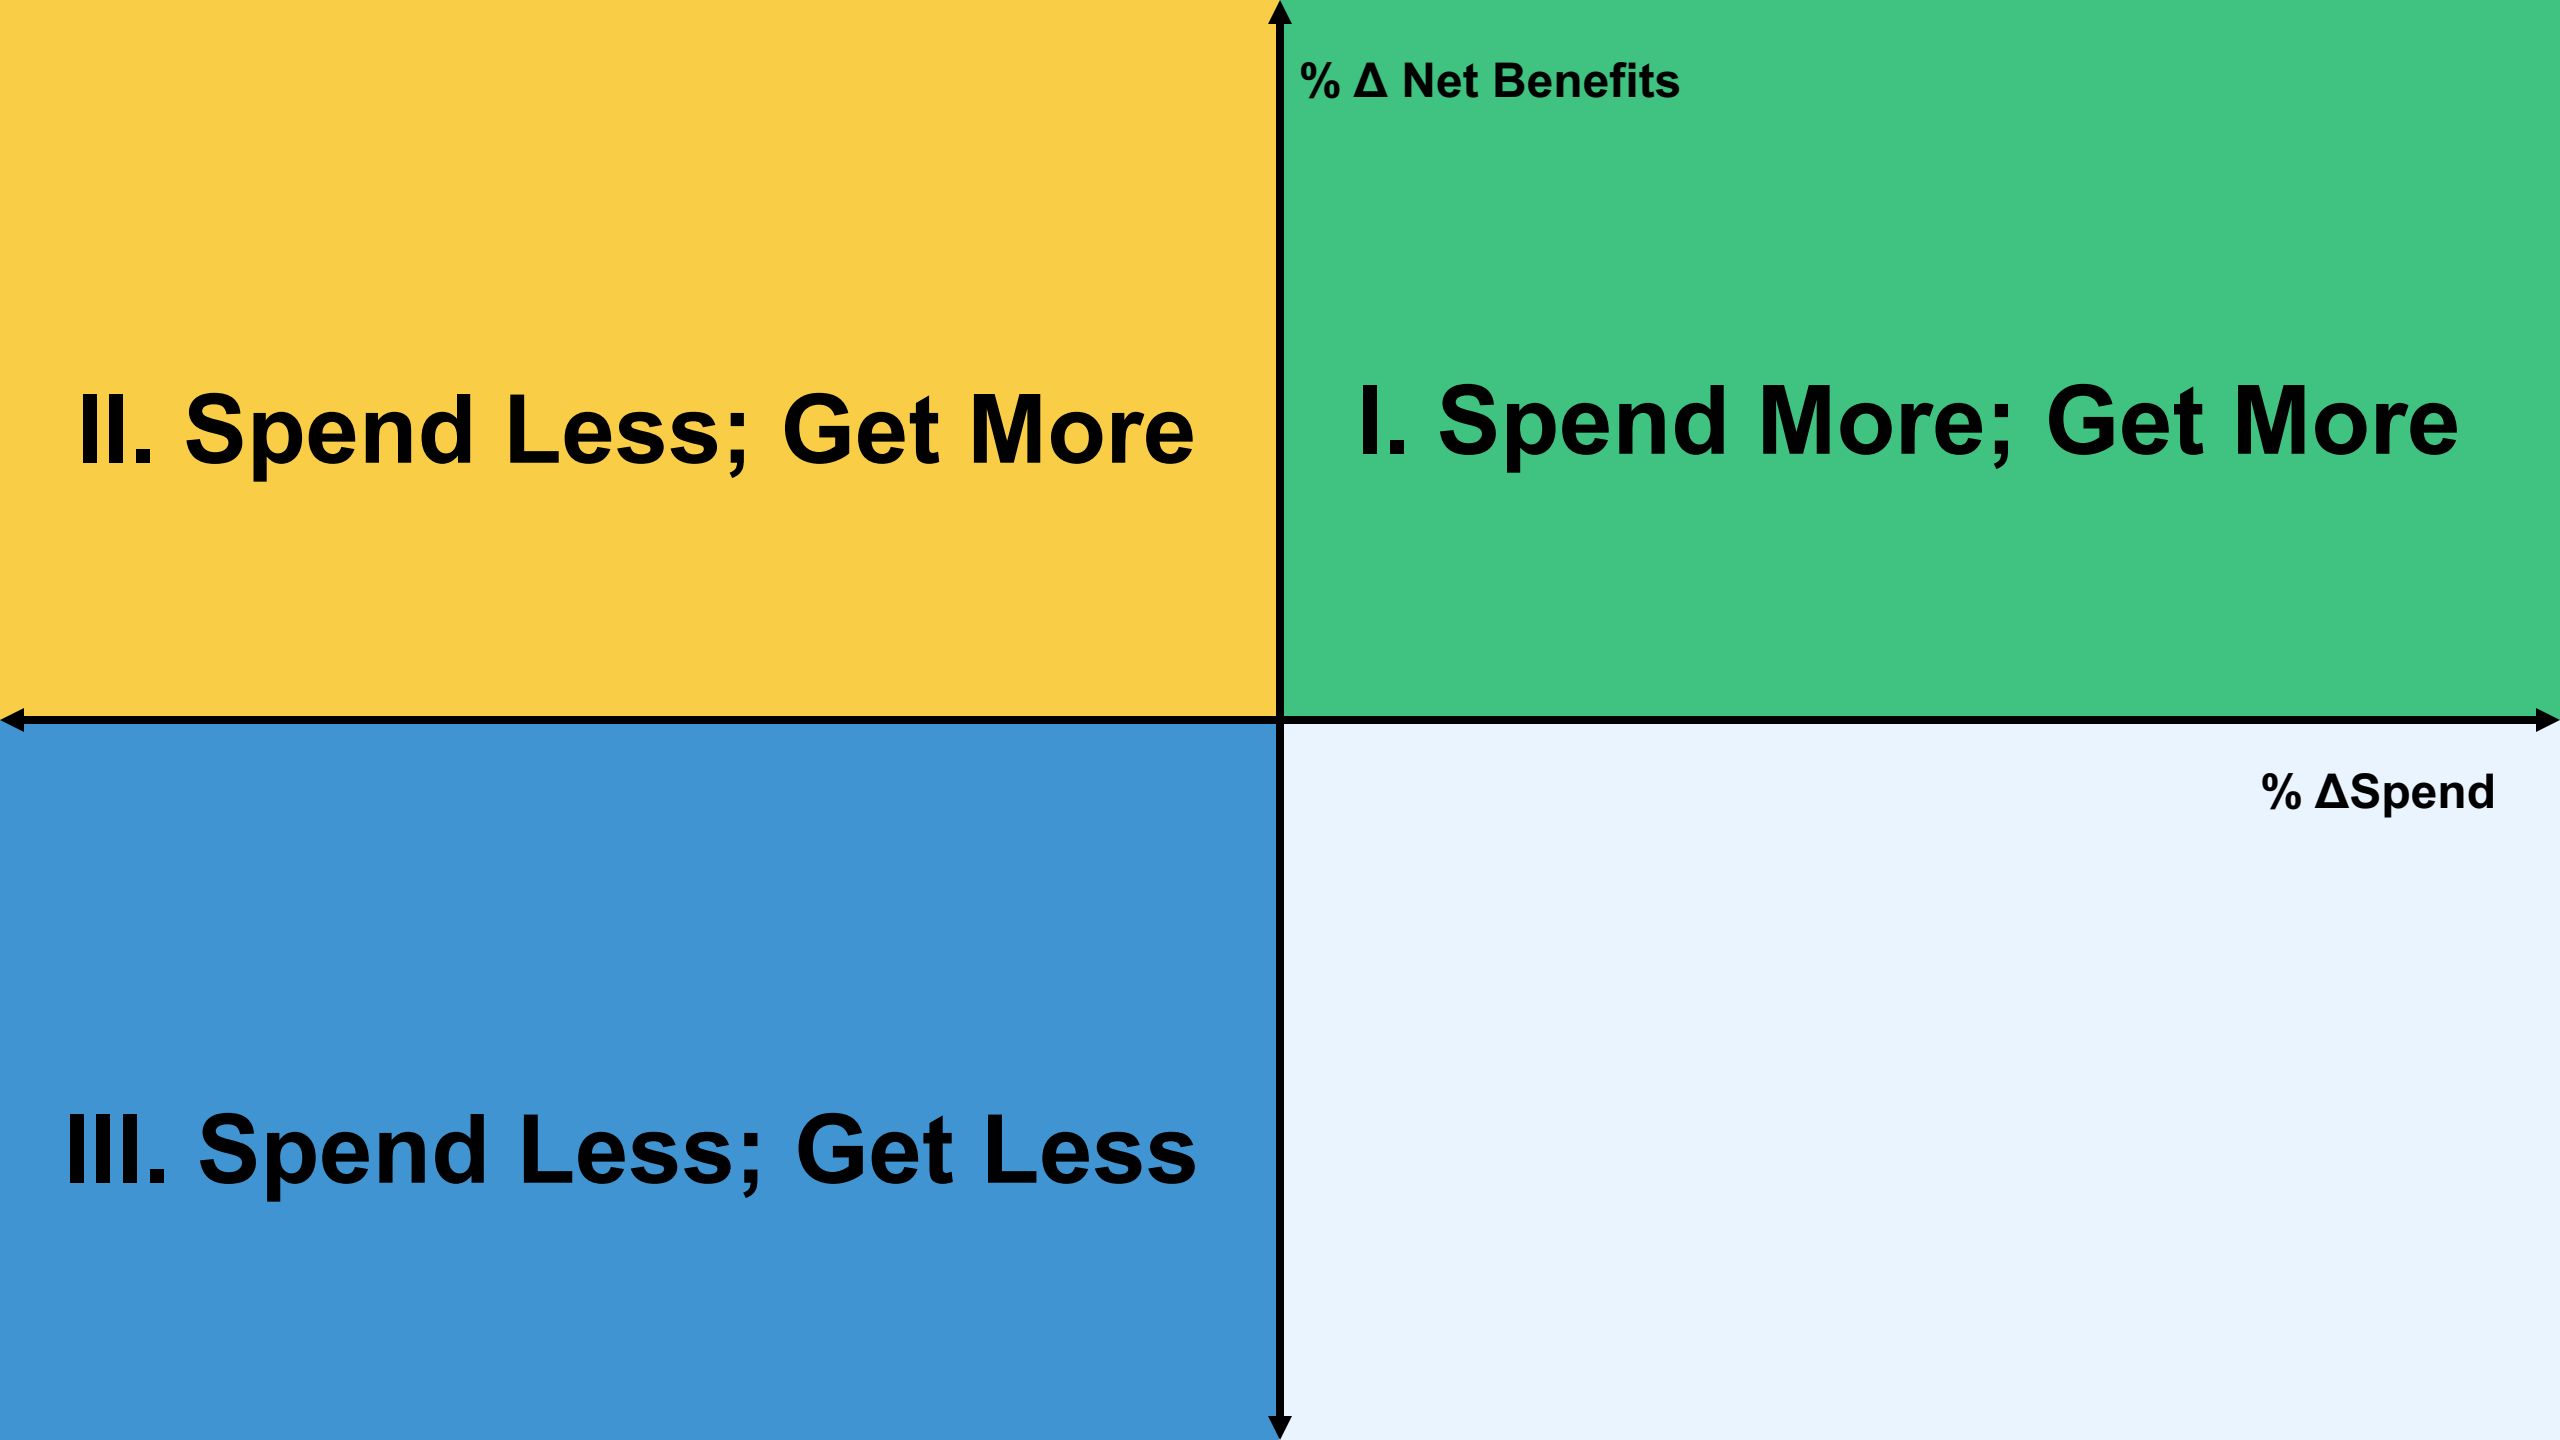 % Δ Net Benefits
II. Spend Less; Get More
I. Spend More; Get More
% ΔSpend
III. Spend Less; Get Less